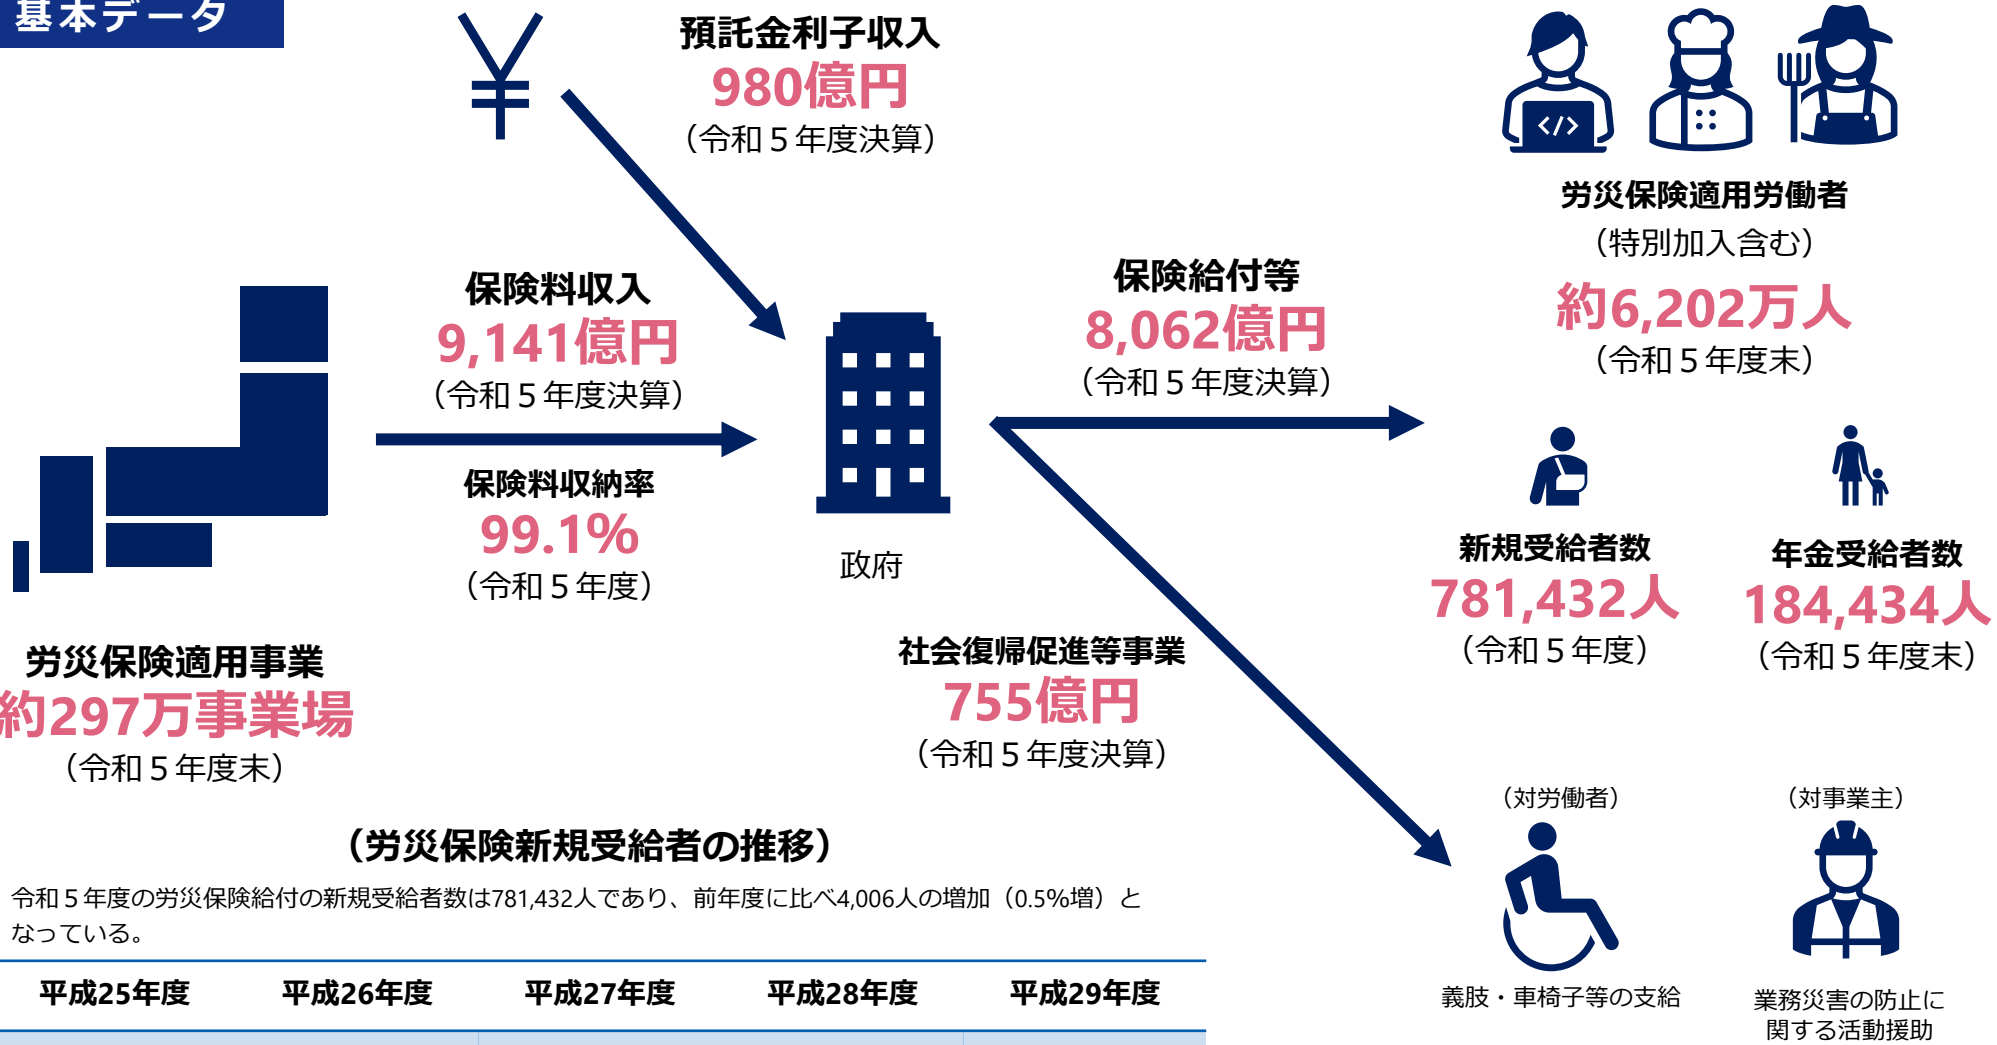 基本データ
預託金利子収入
980億円
（令和５年度決算）
保険料収入
9,141億円
（令和５年度決算）
保険料収納率
99.1%
（令和５年度）
労災保険適用事業
約297万事業場
（令和５年度末）
政府
保険給付等
8,062億円
（令和５年度決算）
社会復帰促進等事業
755億円
（令和５年度決算）
</>
労災保険適用労働者
（特別加入含む）
約6,202万人
（令和５年度末）
新規受給者数
781,432人
（令和５年度）
年金受給者数
184,434人
（令和５年度末）
（対労働者）
義肢・車椅子等の支給
（対事業主）
業務災害の防止に
関する活動援助
（労災保険新規受給者の推移）
令和５年度の労災保険給付の新規受給者数は781,432人であり、前年度に比べ4,006人の増加（0.5%増）と
なっている。
平成25年度 平成26年度 平成27年度 平成28年度 平成29年度